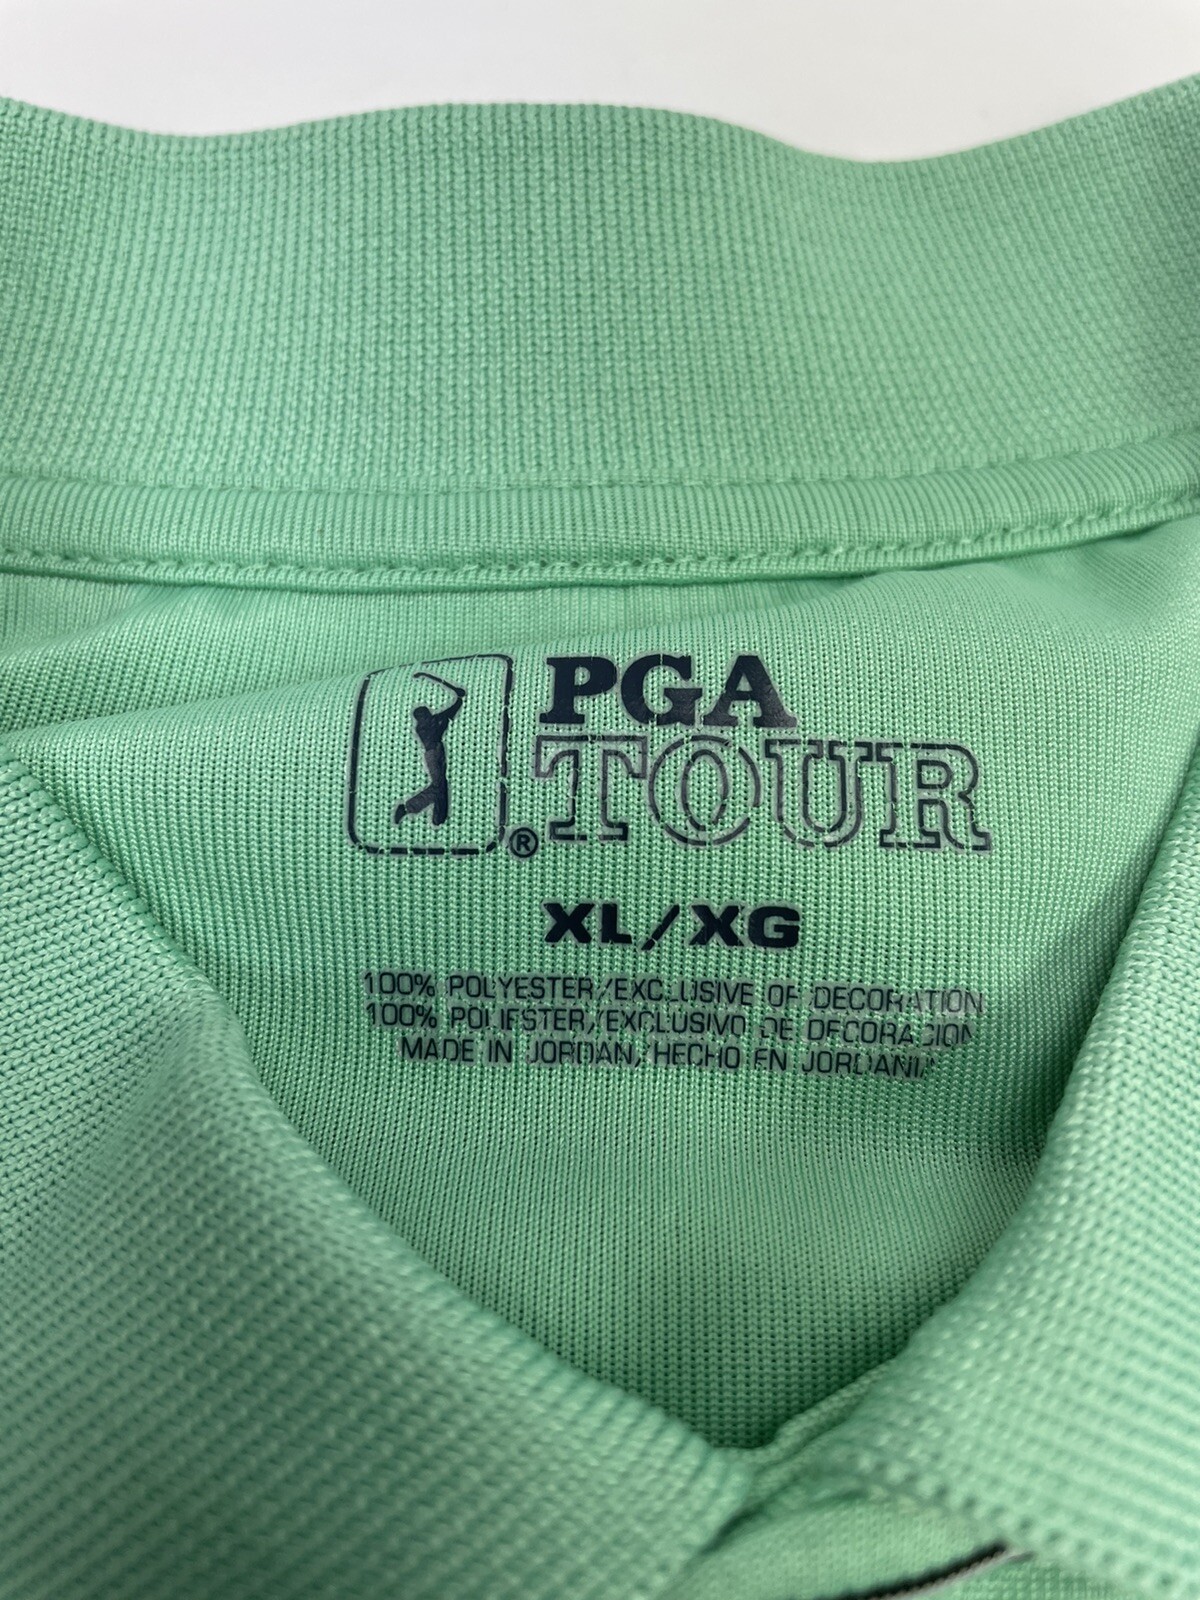 PGA
TOUR
®
XL/XG
100% POLYESTER/EXCLUSIVE OF DECORATION
100% POLIESTER/EXCLUSIVO DE DECORACION
MADE IN JORDAN/HECHO EN JORDANIA